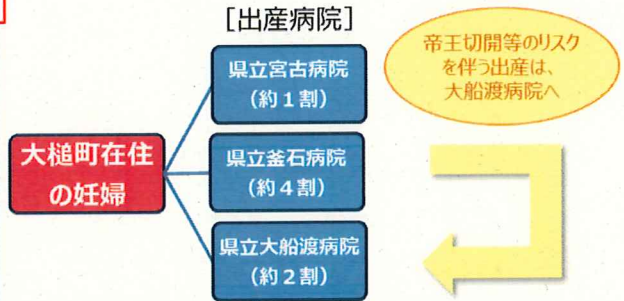 [出産病院]
帝王切開等のリスク
を伴う出産は、
大船渡病院へ
県立宮古病院
（約１割）
大槌町在住
の妊婦
県立釜石病院
（約４割）
県立大船渡病院
（約２割）